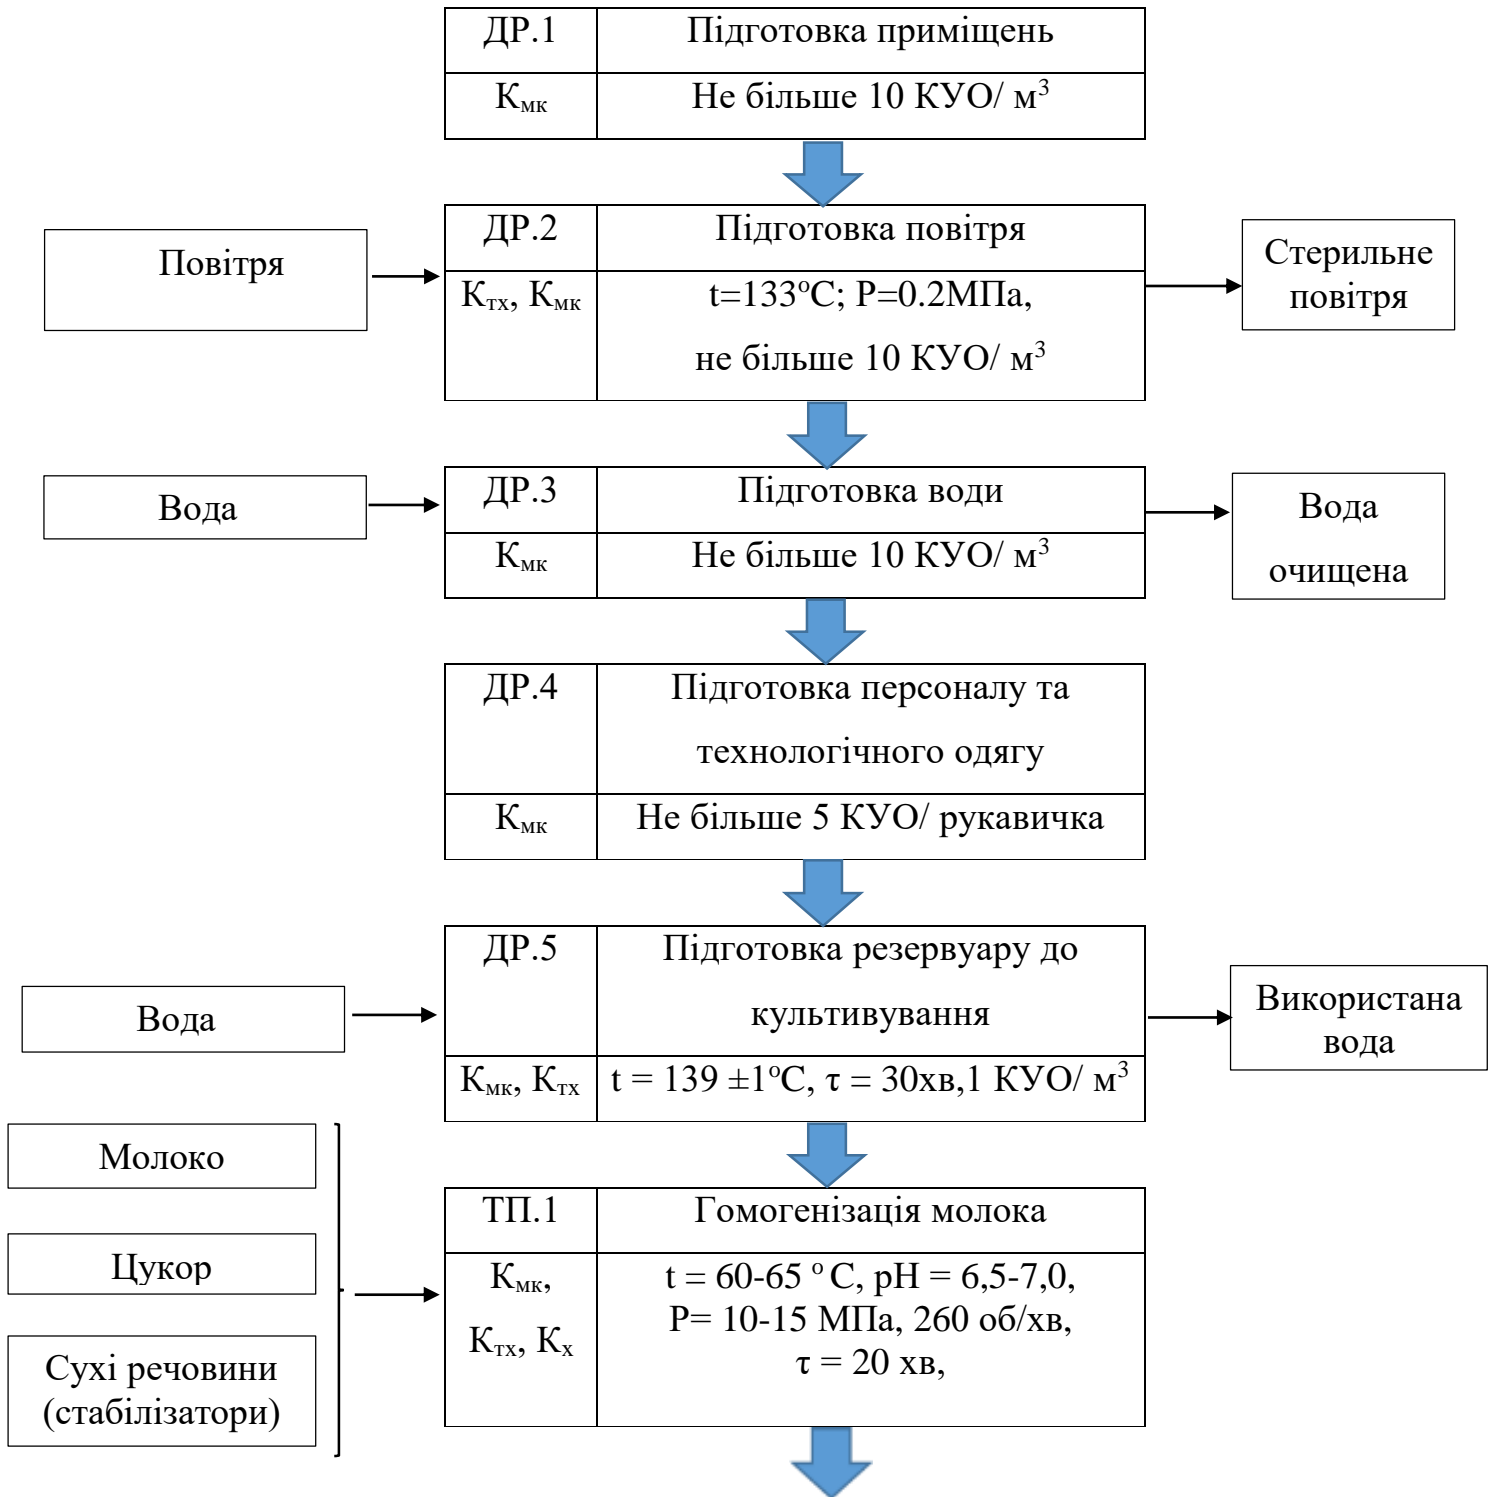 ДР.1 Підготовка приміщень
Кмк Не більше 10 КУО/ м³
Повітря
ДР.2 Підготовка повітря
Ктх, Кмк t=133ºC; P=0.2МПа,
не більше 10 КУО/ м³
Стерильне
повітря
Вода
ДР.3 Підготовка води
Кмк Не більше 10 КУО/ м³
Вода
очищена
ДР.4 Підготовка персоналу та
технологічного одягу
Кмк Не більше 5 КУО/ рукавичка
Вода
ДР.5 Підготовка резервуару до
культивування
Кмк, Ктх t = 139 ±1ºC, τ = 30хв,1 КУО/ м³
Використана
вода
Молоко
Цукор
Сухі речовини
(стабілізатори)
ТП.1 Гомогенізація молока
Кмк, t = 60-65 º C, pH = 6,5-7,0,
Ктх, Кх P= 10-15 МПа, 260 об/хв,
τ = 20 хв,